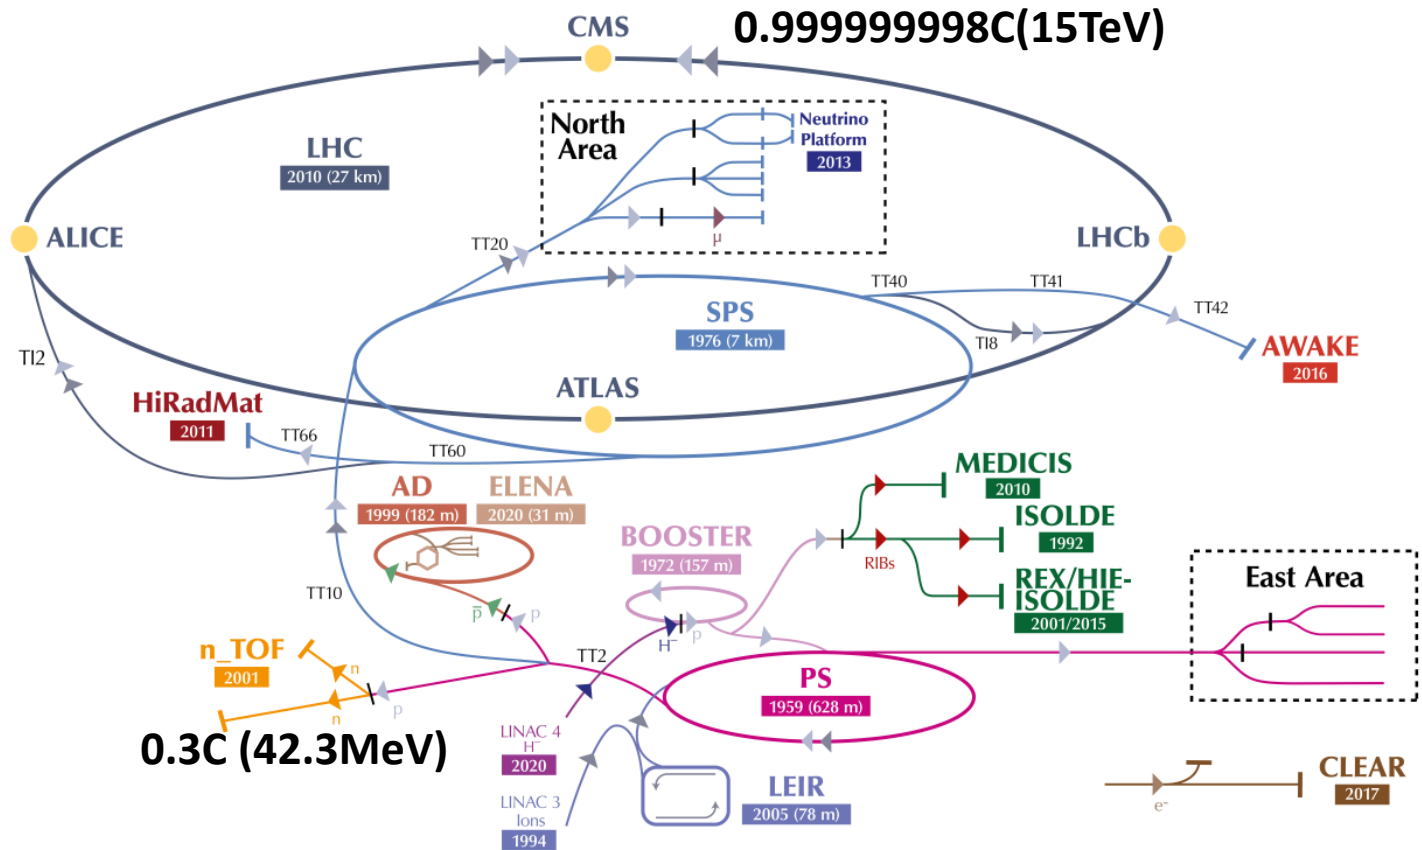 CMS
0.999999998C(15TeV)
North
Area
Neutrino
Platform
2013
LHC
2010 (27 km)
μ
ALICE
LHCb
TT20
TT40
TT41
TT42
SPS
1976 (7 km)
TI8
AWAKE
2016
TI2
ATLAS
HiRadMat
2011
TT66
TT60
AD
1999 (182 m)
ELENA
2020 (31 m)
MEDICIS
2010
ISOLDE
1992
BOOSTER
1972 (157 m)
RIBs
REX/HIE-
ISOLDE
2001/2015
East Area
TT10
p̅
p
H⁻
p
TT2
n_TOF
2001
n
n
p
PS
1959 (628 m)
0.3C (42.3MeV)
LINAC 4
H⁻
2020
LINAC 3
Ions
1994
LEIR
2005 (78 m)
e⁻
CLEAR
2017